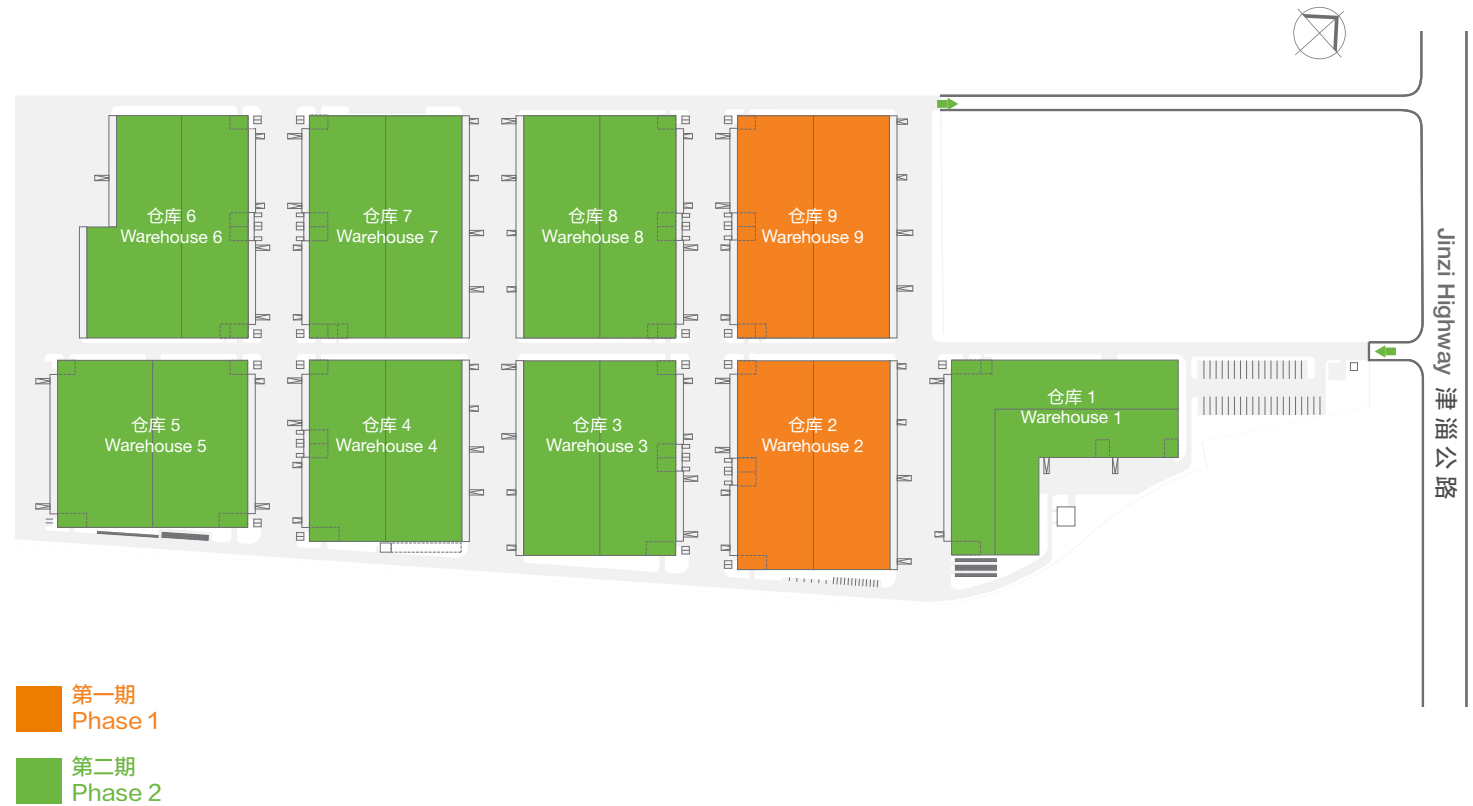 仓库 6
Warehouse 6
仓库 7
Warehouse 7
仓库 8
Warehouse 8
仓库 9
Warehouse 9
仓库 5
Warehouse 5
仓库 4
Warehouse 4
仓库 3
Warehouse 3
仓库 2
Warehouse 2
仓库 1
Warehouse 1
Jinzi Highway 津淄公路
第一期
Phase 1
第二期
Phase 2